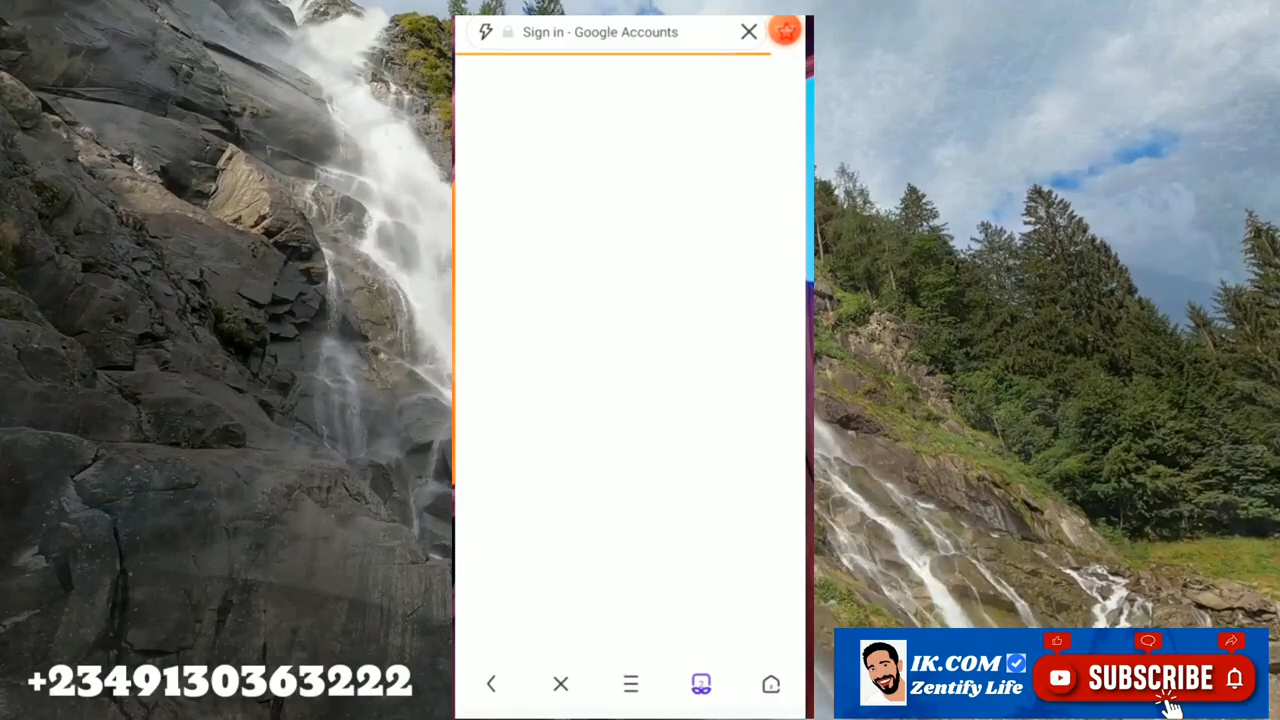 Sign in - Google Accounts
+2349130363222
IK.COM
Zentify Life
SUBSCRIBE